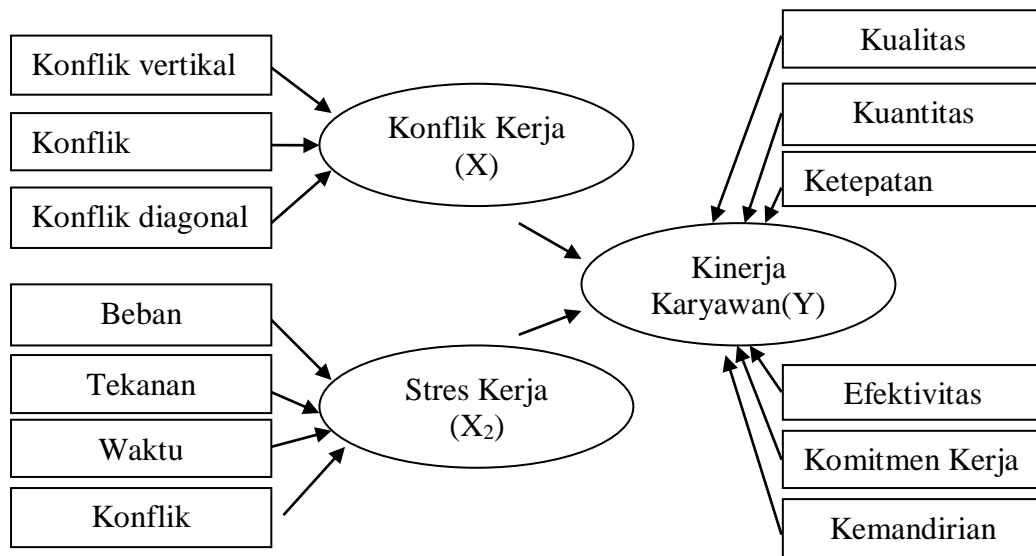 Konflik vertikal
Konflik
Konflik diagonal
Konflik Kerja
(X)
Beban
Tekanan
Waktu
Konflik
Stres Kerja
(X₂)
Kualitas
Kuantitas
Ketepatan
Kinerja
Karyawan(Y)
Efektivitas
Komitmen Kerja
Kemandirian